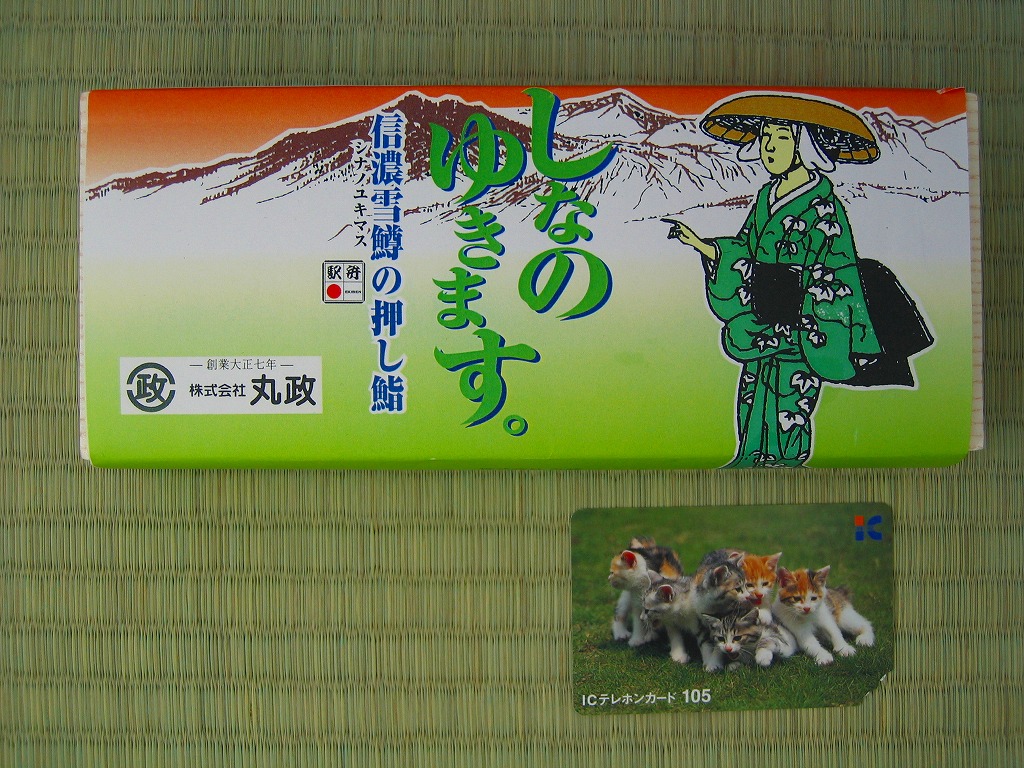 しなの
ゆきます。
信濃雪鱒の押し鮨
シナノユキマス
駅弁
政
―創業大正七年―
株式会社 丸政
IC
ICテレホンカード 105